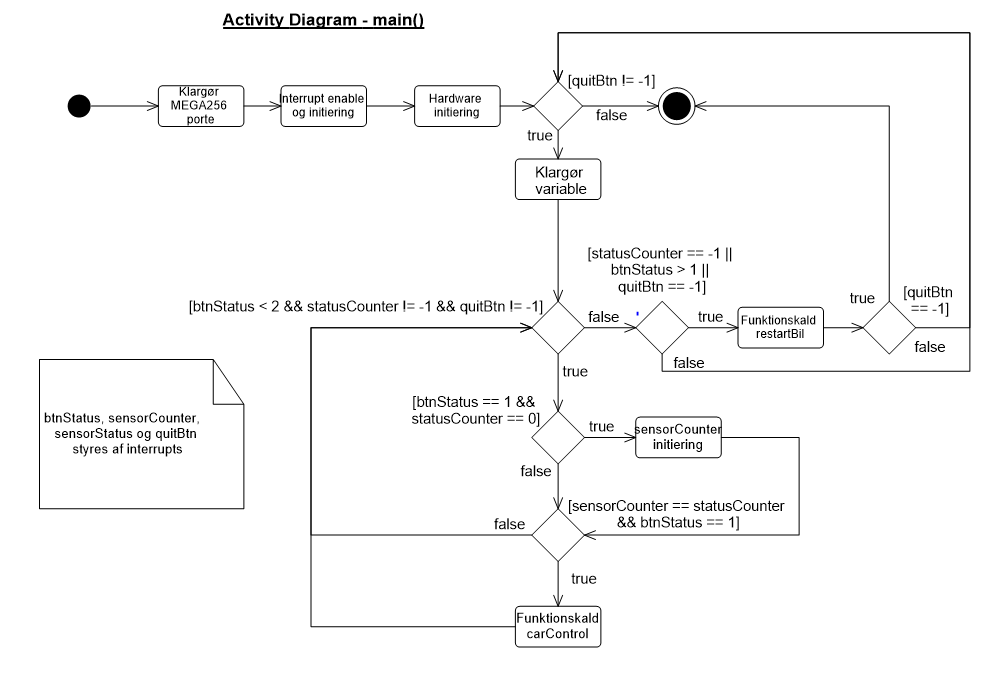 Activity Diagram - main()
Klargør
MEGA256
porte
Interrupt enable
og initiering
Hardware
initiering
[quitBtn != -1]
false
true
Klargør
variable
[statusCounter == -1 ||
btnStatus > 1 ||
quitBtn == -1]
[btnStatus < 2 && statusCounter != -1 && quitBtn != -1]
false
true
Funktionskald
restartBil
true
[quitBtn
== -1]
false
false
true
[btnStatus == 1 &&
statusCounter == 0]
true
sensorCounter
initiering
false
btnStatus, sensorCounter,
sensorStatus og quitBtn
styres af interrupts
[sensorCounter == statusCounter
&& btnStatus == 1]
false
true
Funktionskald
carControl